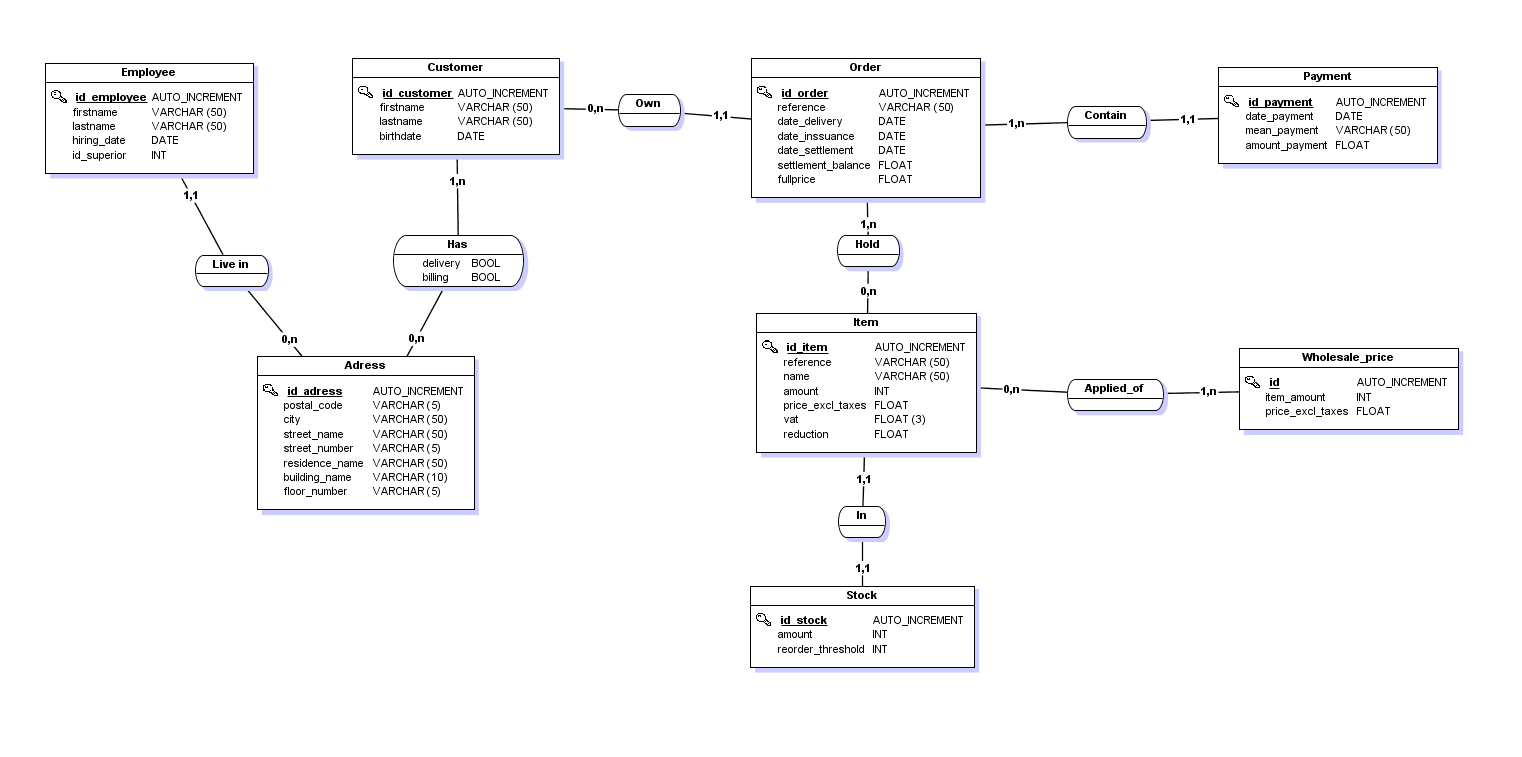 Employee
id_employee AUTO_INCREMENT
firstname VARCHAR (50)
lastname VARCHAR (50)
hiring_date DATE
id_superior INT
Customer
id_customer AUTO_INCREMENT
firstname VARCHAR (50)
lastname VARCHAR (50)
birthdate DATE
0,n
Own
1,1
Order
id_order AUTO_INCREMENT
reference VARCHAR (50)
date_delivery DATE
date_inssuance DATE
date_settlement DATE
settlement_balance FLOAT
fullprice FLOAT
1,n
Contain
1,1
Payment
id_payment AUTO_INCREMENT
date_payment DATE
mean_payment VARCHAR (50)
amount_payment FLOAT
1,1
Live in
0,n
1,n
Has
delivery BOOL
billing BOOL
0,n
1,n
Hold
0,n
Adress
id_adress AUTO_INCREMENT
postal_code VARCHAR (5)
city VARCHAR (50)
street_name VARCHAR (50)
street_number VARCHAR (5)
residence_name VARCHAR (50)
building_name VARCHAR (10)
floor_number VARCHAR (5)
Item
id_item AUTO_INCREMENT
reference VARCHAR (50)
name VARCHAR (50)
amount INT
price_excl_taxes FLOAT
vat FLOAT (3)
reduction FLOAT
0,n
Applied_of
1,n
Wholesale_price
id AUTO_INCREMENT
item_amount INT
price_excl_taxes FLOAT
1,1
In
1,1
Stock
id_stock AUTO_INCREMENT
amount INT
reorder_threshold INT